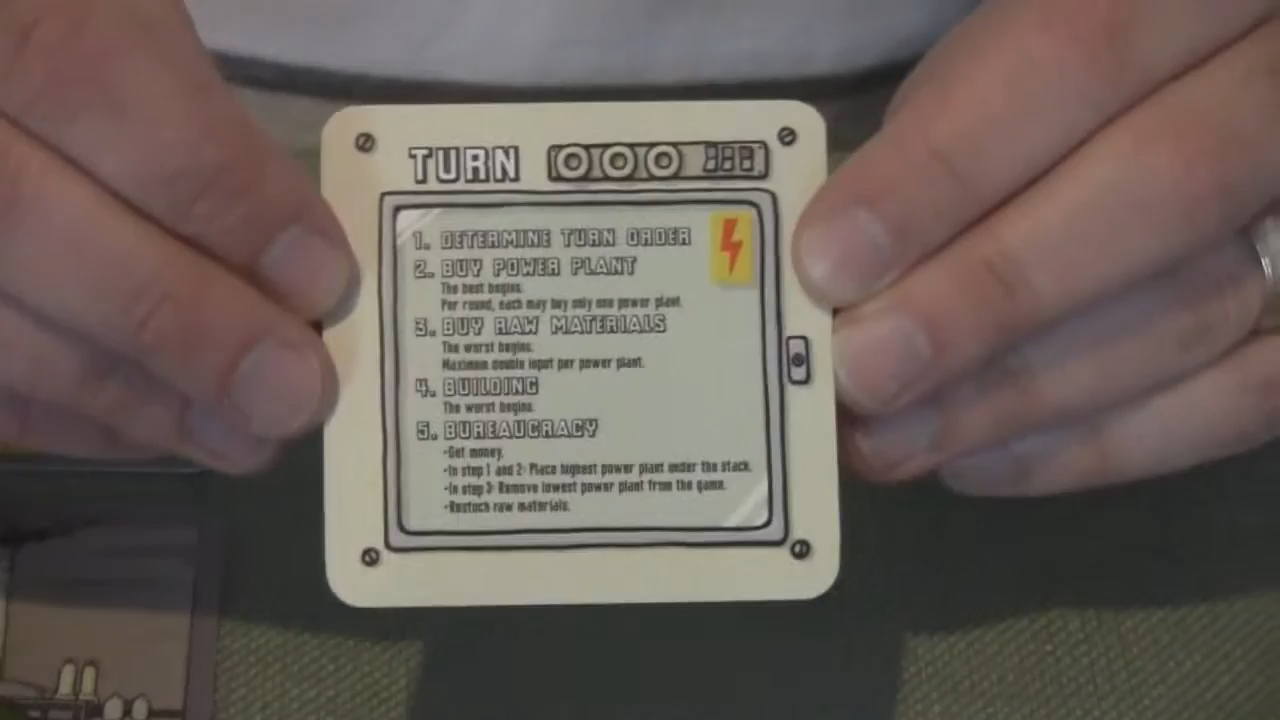 TURN
1. DETERMINE TURN ORDER
2. BUY POWER PLANT
The best begins.
Per round, each may buy only one power plant.
3. BUY RAW MATERIALS
The worst begins.
Maximum double input per power plant.
4. BUILDING
The worst begins.
5. BUREAUCRACY
-Get money.
-In step 1 and 2: Place highest power plant under the stack.
-In step 3: Remove lowest power plant from the game.
-Restock raw materials.